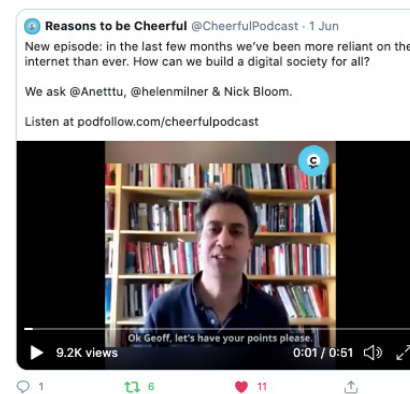 Reasons to be Cheerful @CheerfulPodcast · 1 Jun
New episode: in the last few months we've been more reliant on the
internet than ever. How can we build a digital society for all?
We ask @Anetttu, @helenmilner & Nick Bloom.
Listen at podfollow.com/cheerfulpodcast
Ok Geoff, let's have your points please.
9.2K views
0:01 / 0:51
1
6
11